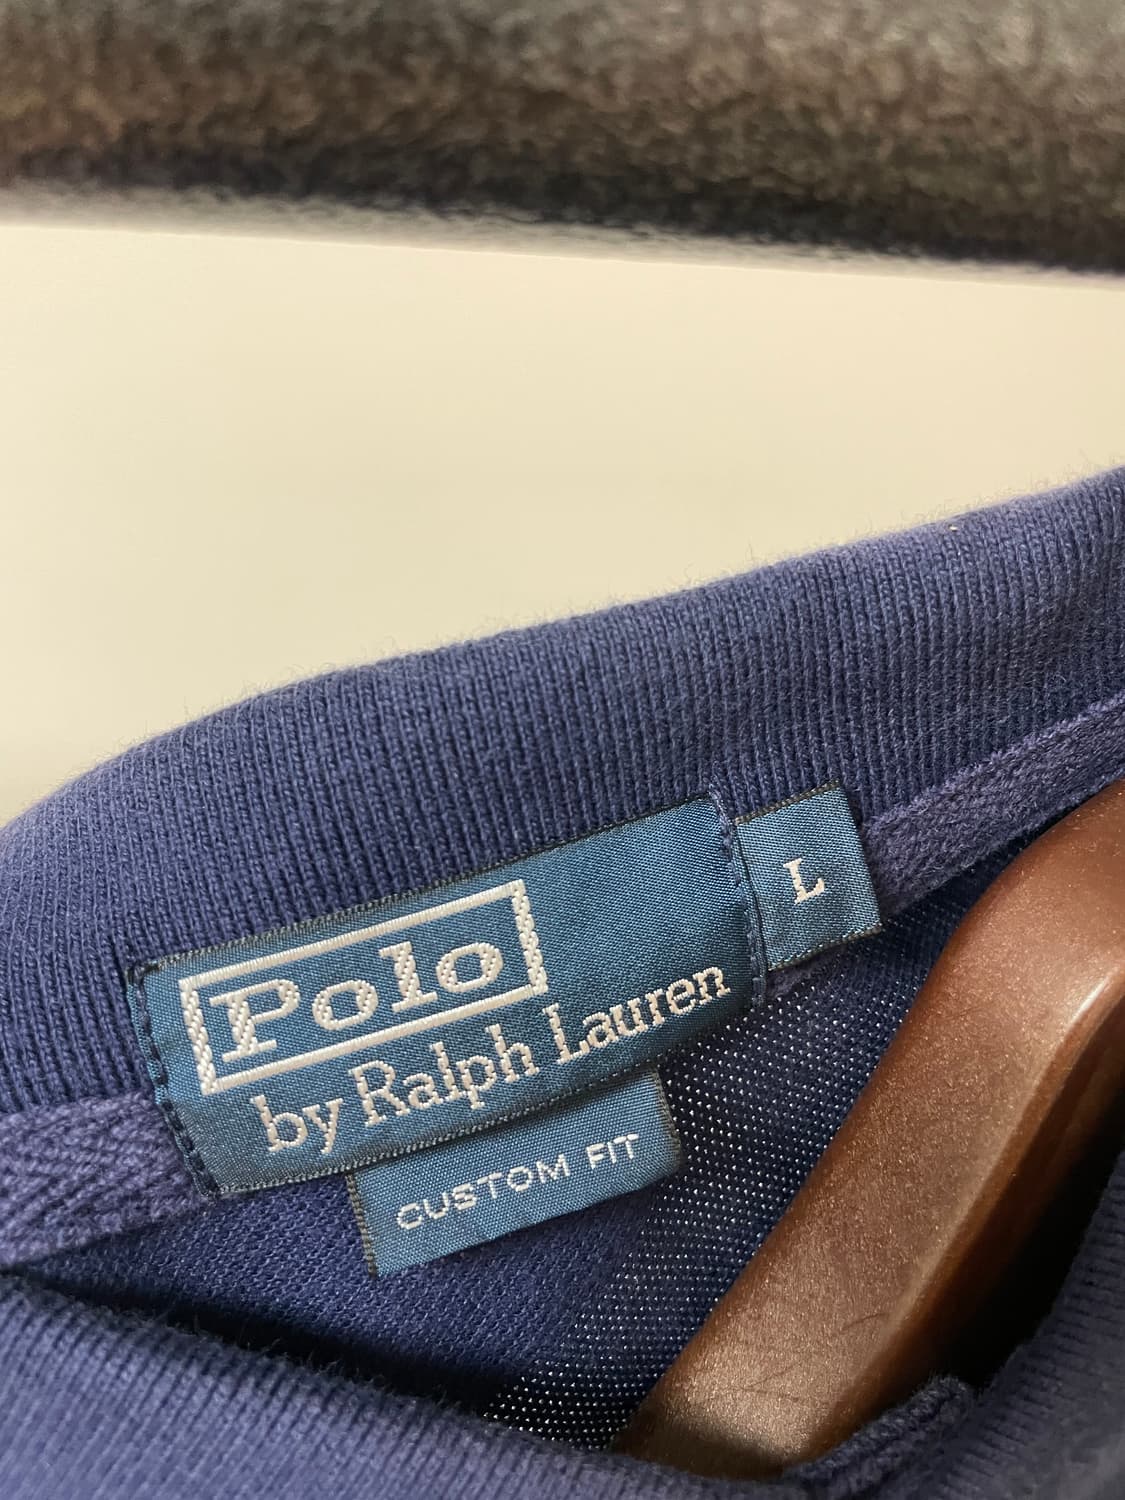 Polo
by Ralph Lauren
L
CUSTOM FIT